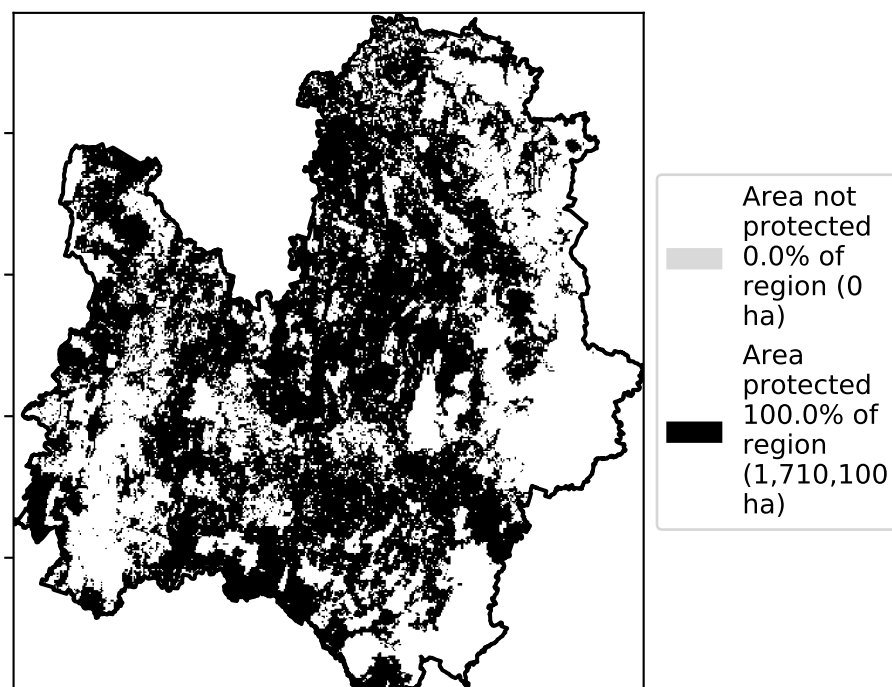 Area not
protected
0.0% of
region (0
ha)
Area
protected
100.0% of
region
(1,710,100
ha)